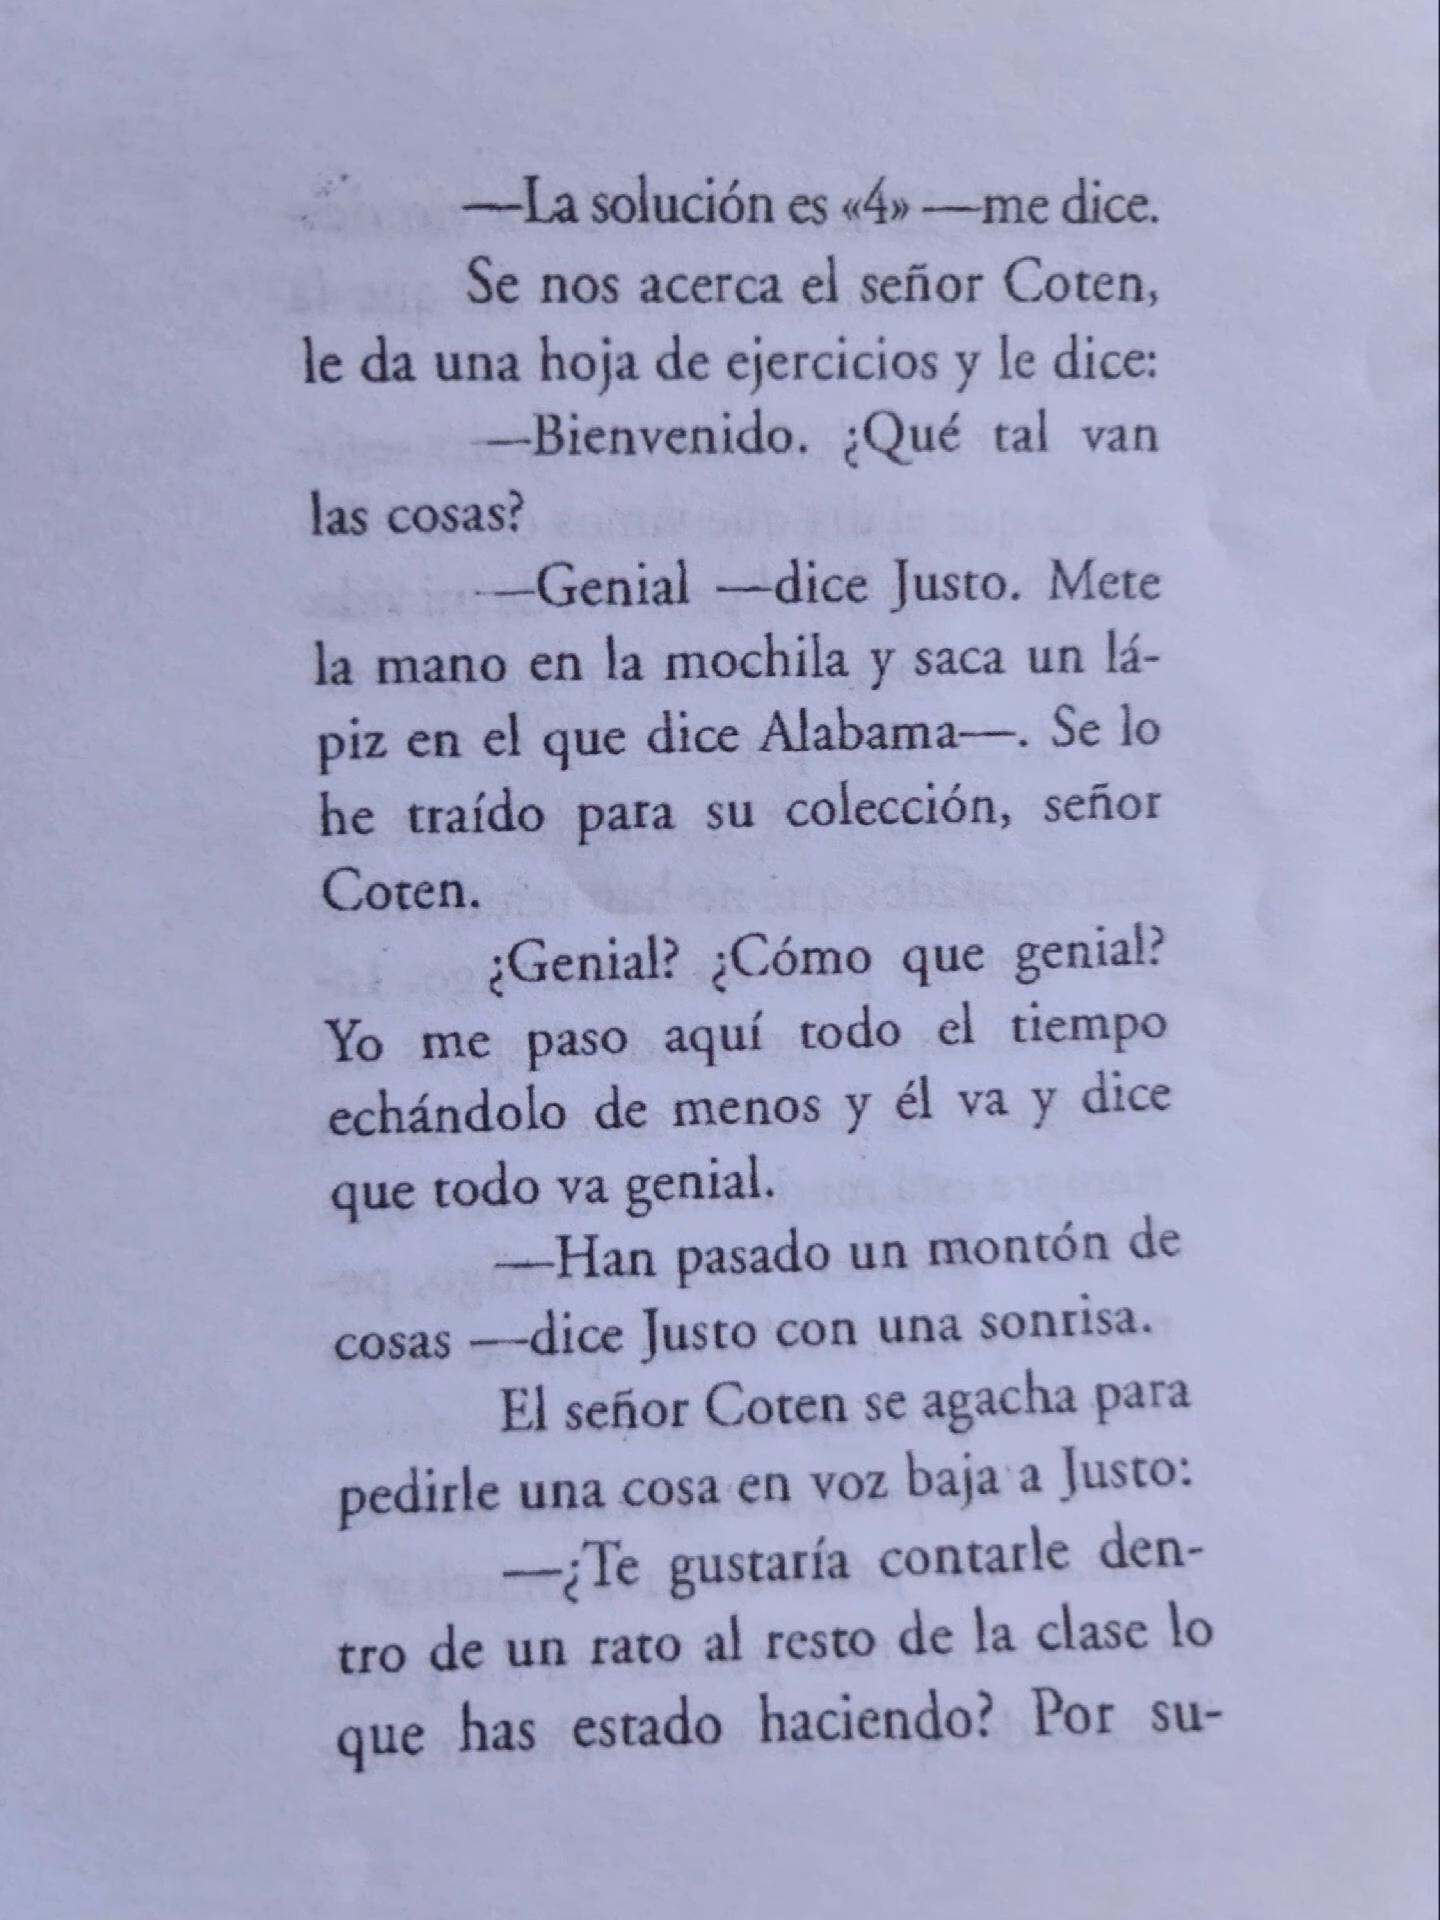 —La solución es «4» —me dice.
Se nos acerca el señor Coten,
le da una hoja de ejercicios y le dice:
—Bienvenido. ¿Qué tal van
las cosas?
—Genial —dice Justo. Mete
la mano en la mochila y saca un lá-
piz en el que dice Alabama—. Se lo
he traído para su colección, señor
Coten.
¿Genial? ¿Cómo que genial?
Yo me paso aquí todo el tiempo
echándolo de menos y él va y dice
que todo va genial.
—Han pasado un montón de
cosas —dice Justo con una sonrisa.
El señor Coten se agacha para
pedirle una cosa en voz baja a Justo:
—¿Te gustaría contarle den-
tro de un rato al resto de la clase lo
que has estado haciendo? Por su-